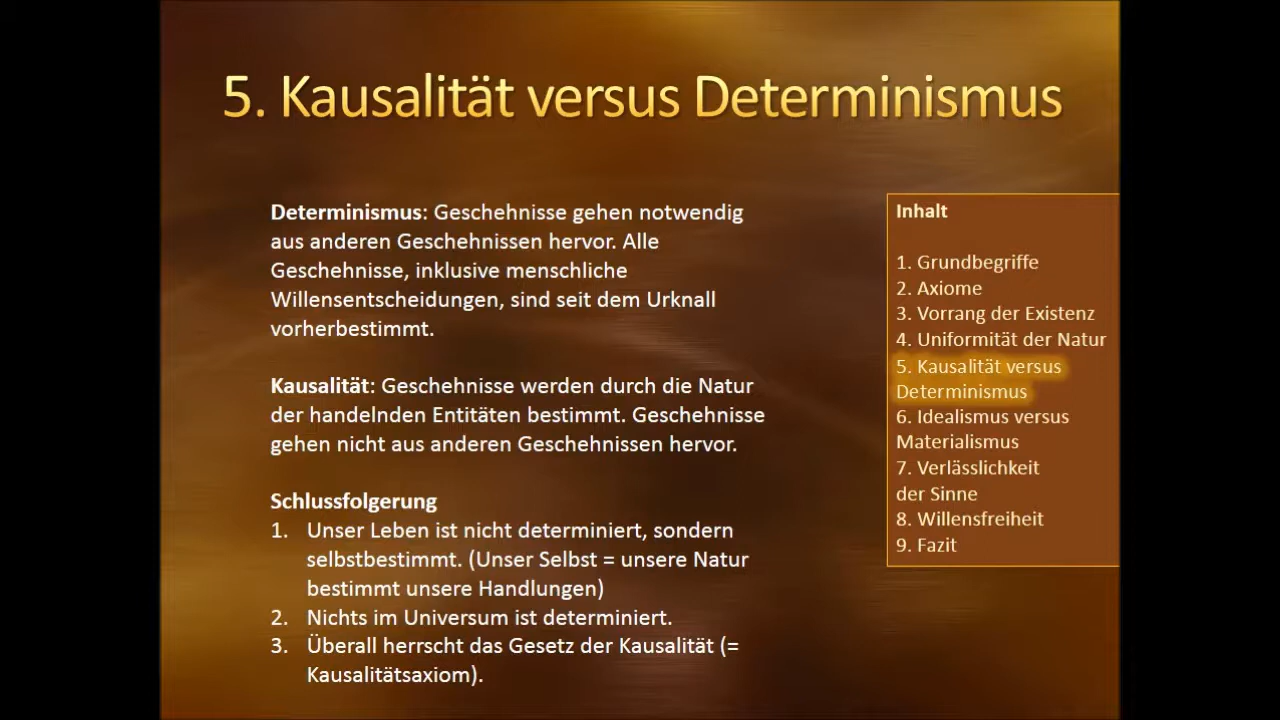 5. Kausalität versus Determinismus
Determinismus: Geschehnisse gehen notwendig
aus anderen Geschehnissen hervor. Alle
Geschehnisse, inklusive menschliche
Willensentscheidungen, sind seit dem Urknall
vorherbestimmt.
Kausalität: Geschehnisse werden durch die Natur
der handelnden Entitäten bestimmt. Geschehnisse
gehen nicht aus anderen Geschehnissen hervor.
Schlussfolgerung
1. Unser Leben ist nicht determiniert, sondern
selbstbestimmt. (Unser Selbst = unsere Natur
bestimmt unsere Handlungen)
2. Nichts im Universum ist determiniert.
3. Überall herrscht das Gesetz der Kausalität (=
Kausalitätsaxiom).
Inhalt
1. Grundbegriffe
2. Axiome
3. Vorrang der Existenz
4. Uniformität der Natur
5. Kausalität versus
Determinismus
6. Idealismus versus
Materialismus
7. Verlässlichkeit
der Sinne
8. Willensfreiheit
9. Fazit